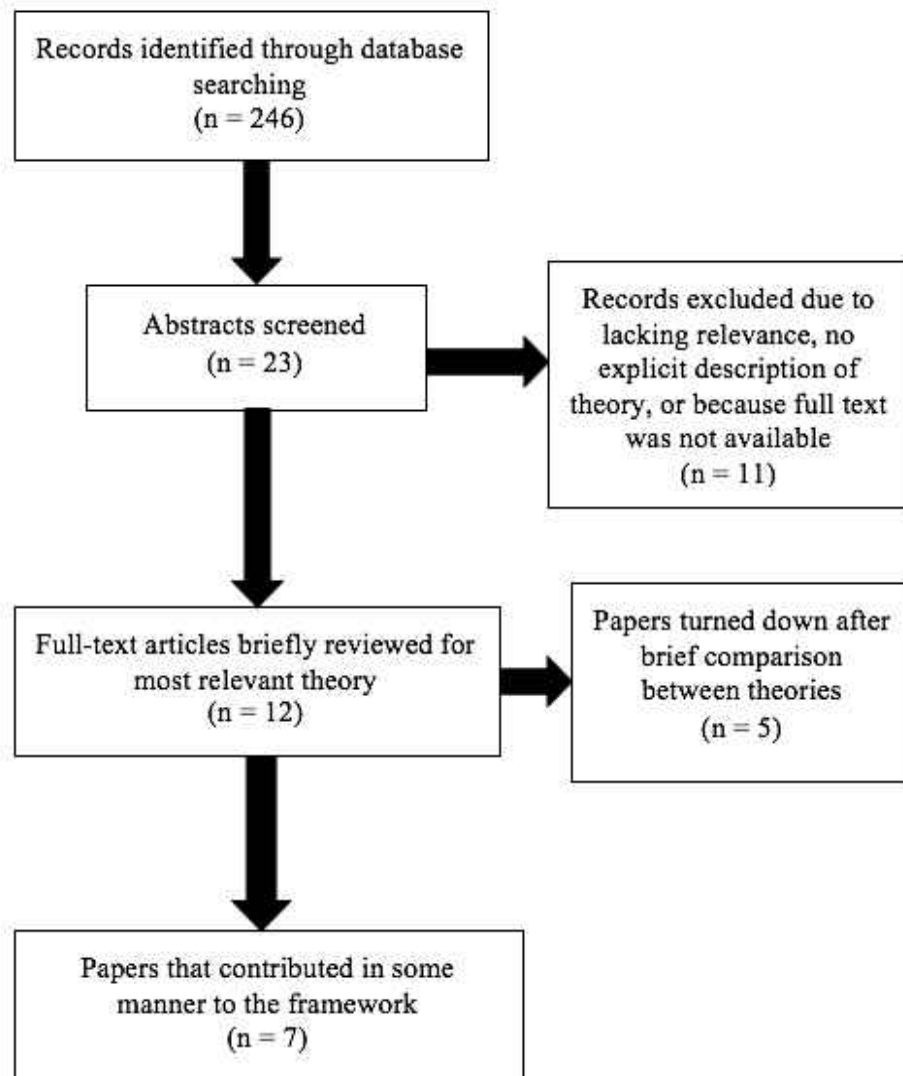 Records identified through database
searching
(n = 246)
Abstracts screened
(n = 23)
Records excluded due to
lacking relevance, no
explicit description of
theory, or because full text
was not available
(n = 11)
Full-text articles briefly reviewed for
most relevant theory
(n = 12)
Papers turned down after
brief comparison
between theories
(n = 5)
Papers that contributed in some
manner to the framework
(n = 7)